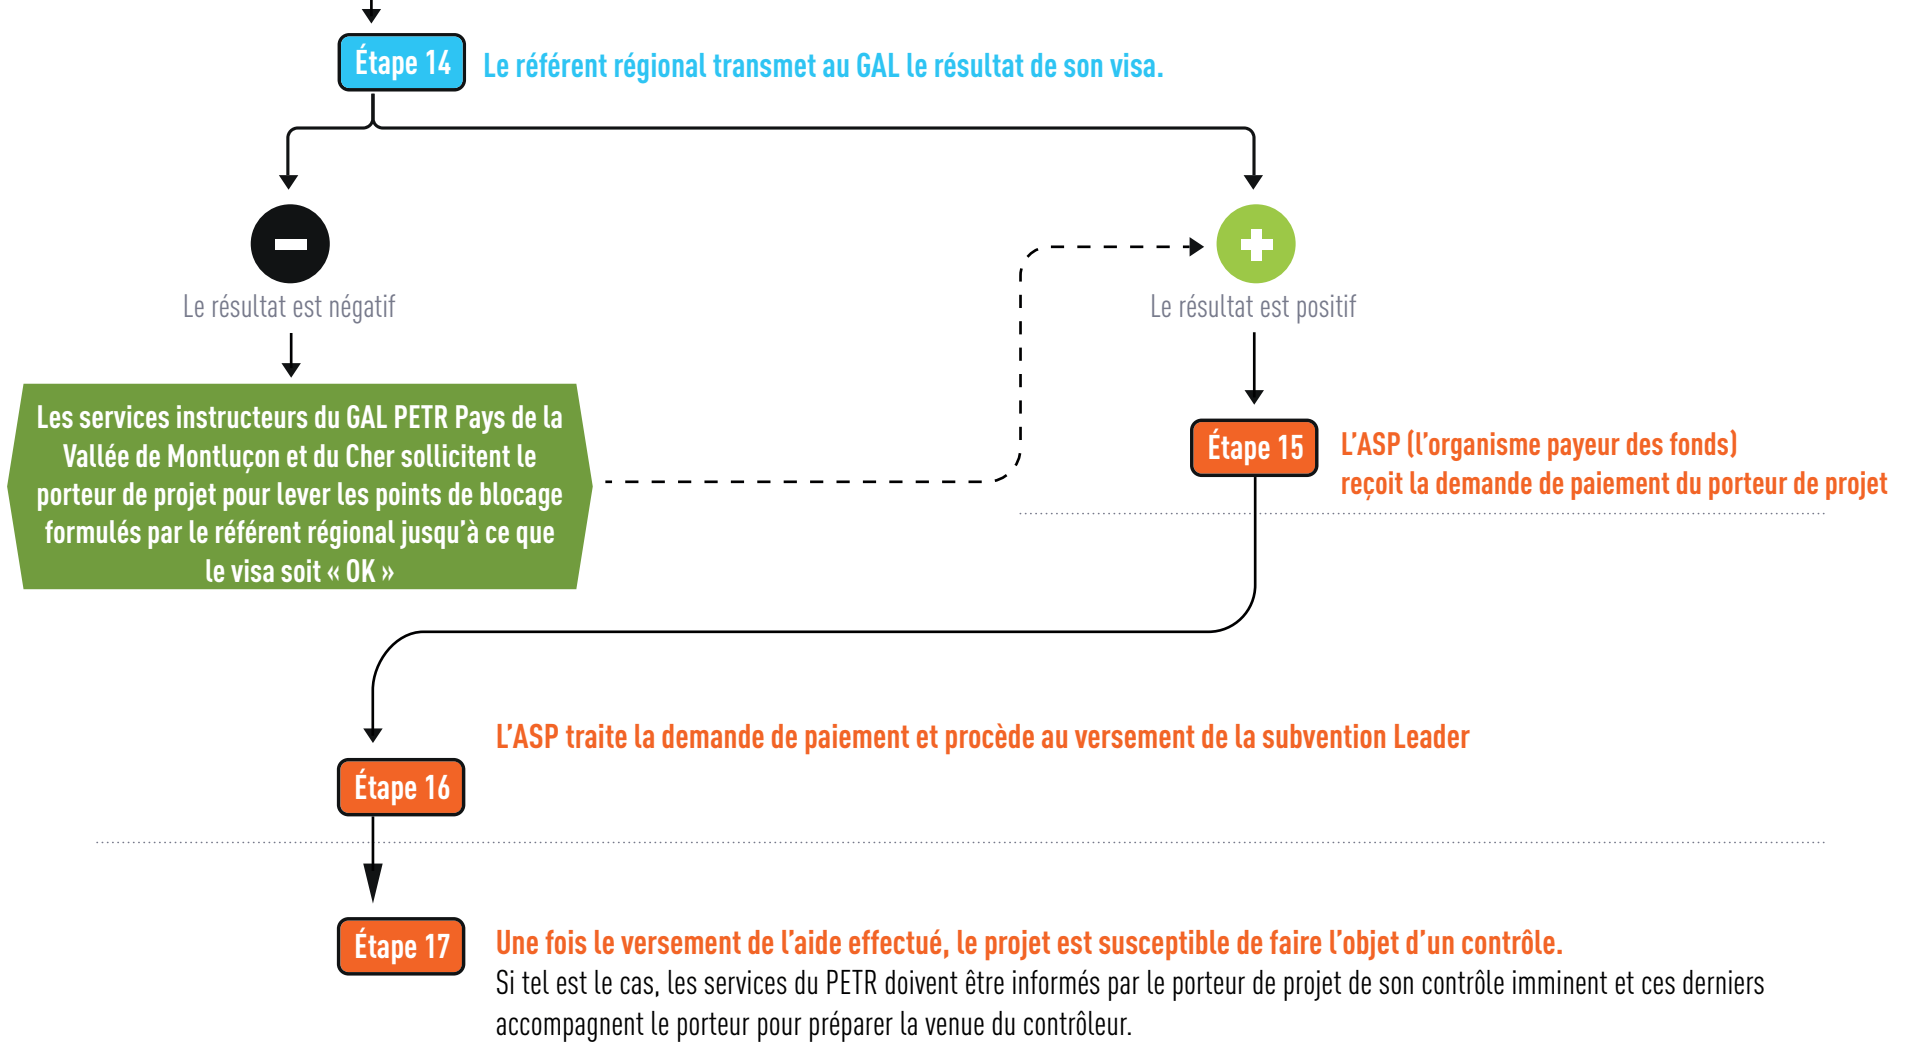 Étape 14
Le référent régional transmet au GAL le résultat de son visa.
Le résultat est négatif
Le résultat est positif
Les services instructeurs du GAL PETR Pays de la
Vallée de Montluçon et du Cher sollicitent le
porteur de projet pour lever les points de blocage
formulés par le référent régional jusqu’à ce que
le visa soit « OK »
Étape 15
L’ASP (l’organisme payeur des fonds)
reçoit la demande de paiement du porteur de projet
L’ASP traite la demande de paiement et procède au versement de la subvention Leader
Étape 16
Étape 17
Une fois le versement de l’aide effectué, le projet est susceptible de faire l’objet d’un contrôle.
Si tel est le cas, les services du PETR doivent être informés par le porteur de projet de son contrôle imminent et ces derniers
accompagnent le porteur pour préparer la venue du contrôleur.